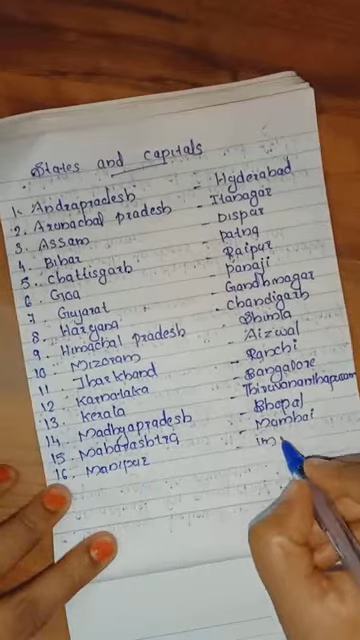 States and capitals
1. Andrapradesh - Hyderabad
2. Arunachal pradesh - Itanagar
3. Assam - Dispur
4. Bihar - patna
5. Chattisgarh - Raipur
6. Goa - panaji
7. Gujarat - Gandhinagar
8. Haryana - chandigarh
9. Himachal pradesh - Shimla
10. Mizoram - Aizwal
11. Jharkhand - Ranchi
12. Karnataka - Bangalore
13. Kerala - Thiruvananthapuram
14. Madhyapradesh - Bhopal
15. Maharashtra - Mumbai
16. Manipur - im